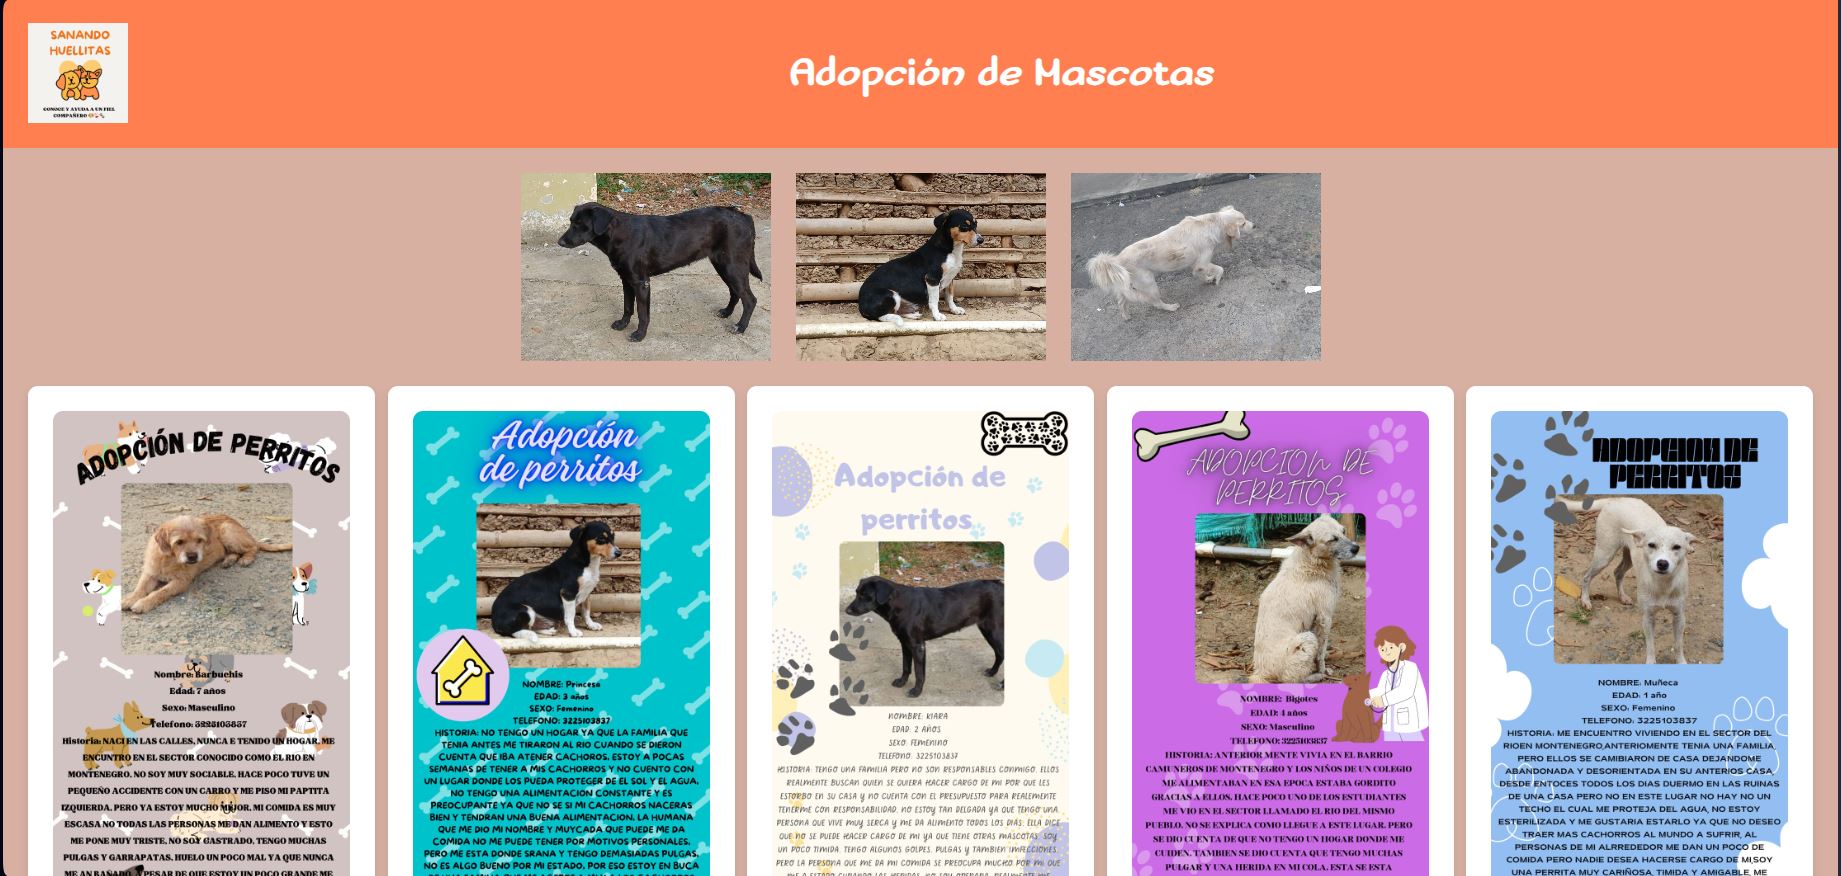 SANANDO
HUELLITAS
CONOCE Y AYUDA A UN FIEL
COMPAÑERO
Adopción de Mascotas
ADOPCIÓN DE PERRITOS
Nombre: Barbuchis
Edad: 7 años
Sexo: Masculino
Telefono: 3225103837
Historia: NACI EN LAS CALLES, NUNCA E TENIDO UN HOGAR. ME
ENCUNTRO EN EL SECTOR CONOCIDO COMO EL RIO EN
MONTENEGRO. NO SOY MUY SOCIABLE. HACE POCO TUVE UN
PEQUEÑO ACCIDENTE CON UN CARRO Y ME PISO MI PAPTITA
IZQUIERDA. PERO YA ESTOY MUCHO MEJOR. MI COMIDA ES MUY
ESCASA NO TODAS LAS PERSONAS ME DAN ALIMENTO Y ESTO
ME PONE MUY TRISTE, NO SOY CASTRADO, TENGO MUCHAS
PULGAS Y GARRAPATAS, HUELO UN POCO MAL YA QUE NUNCA
ME AN BAÑADO. A PESAR DE QUE ESTOY UN POCO GRANDE ME
Adopción
de perritos
NOMBRE: Princesa
EDAD: 3 años
SEXO: Femenino
TELEFONO: 3225103837
HISTORIA: NO TENGO UN HOGAR YA QUE LA FAMILIA QUE
TENIA ANTES ME TIRARON AL RIO CUANDO SE DIERON
CUENTA QUE IBA ATENER CACHOROS. ESTOY A POCAS
SEMANAS DE TENER A MIS CACHORROS Y NO CUENTO CON
UN LUGAR DONDE LOS PUEDA PROTEGER DE EL SOL Y EL AGUA,
NO TENGO UNA ALIMENTACION CONSTANTE Y ES
PREOCUPANTE YA QUE NO SE SI MI CACHORROS NACERAS
BIEN Y TENDRAN UNA BUENA ALIMENTACION. LA HUMANA
QUE ME DIO MI NOMBRE Y MUYCADA QUE PUEDE ME DA
COMIDA NO ME PUEDE TENER POR MOTIVOS PERSONALES,
PERO ME ESTA DONDE SRANA Y TENGO DEMASIADAS PULGAS,
NO ES ALGO BUENO POR MI ESTADO. POR ESO ESTOY EN BUCA
Adopción de
perritos
NOMBRE: KIARA
EDAD: 2 AÑOS
SEXO: FEMENINO
TELEFONO: 3225103837
HISTORIA: TENGO UNA FAMILIA PERO NO SON RESPONSABLES CONMIGO, ELLOS
REALMENTE BUSCAN QUIEN SE QUIERA HACER CARGO DE MI POR QUE LES
ESTORBO EN SU CASA y NO CUENTA CON EL PRESUPUESTO PARA REALEMENTE
TENERME CON RESPONSABILIDAD. NO ESTOY TAN DELGADA yA QUE TENGO UNA
PERSONA QUE VIVE MUY SERCA y ME DA ALIMENTO TODOS LOS DIAS, ELLA DICE
QUE NO SE PUEDE HACER CARGO DE MI yA QUE TIENE OTRAS MASCOTAS. SOY
UN POCO TIMIDA. TENGO ALGUNOS GOLPES, PULGAS y TAMBIEN IMFECCIONES,
PERO LA PERSONA QUE ME DA MI COMIDA SE PREOCUPA MUCHO POR MI QUE
ADOPCION DE
PERRITOS
NOMBRE: Bigotes
EDAD: 4 años
SEXO: Masculino
TELEFONO: 3225103837
HISTORIA: ANTERIOR MENTE VIVIA EN EL BARRIO
CAMINEROS DE MONTENEGRO Y LOS NIÑOS DE UN COLEGIO
ME ALIMENTABAN EN ESA EPOCA ESTABA GORDITO
GRACIAS A ELLOS. HACE POCO UNO DE LOS ESTUDIANTES
ME VIO EN EL SECTOR LLAMADO EL RIO DEL MISMO
PUEBLO. NO SE EXPLICA COMO LLEGUE A ESTE LUGAR. PERO
SE DIO CUENTA DE QUE NO TENGO UN HOGAR DONDE ME
CUIDEN. TAMBIEN SE DIO CUENTA QUE TENGO MUCHAS
PULGAR Y UNA HERIDA EN MI COLA. ESTA SE ESTA
ADOPCION DE
PERRITOS
NOMBRE: Muñeca
EDAD: 1 año
SEXO: Femenino
TELEFONO: 3225103837
HISTORIA: ME ENCUENTRO VIVIENDO EN EL SECTOR DEL
RIOEN MONTENEGRO,ANTERIOMENTE TENIA UNA FAMILIA,
PERO ELLOS SE CAMBIARON DE CASA DEJANDOME
ABANDONADA Y DESORIENTADA EN SU ANTERIOS CASA,
DESDE ENTOCES TODOS LOS DIAS DUERMO EN LAS RUINAS
DE UNA CASA PERO NO EN ESTE LUGAR NO HAY NO UN
TECHO EL CUAL ME PROTEJA DEL AGUA, NO ESTOY
ESTERILIZADA Y ME GUSTARIA ESTARLO YA QUE NO DESEO
TRAER MAS CACHORROS AL MUNDO A SUFRIR, AL
PERSONAS DE MI ALRREDEDOR ME DAN UN POCO DE
COMIDA PERO NADIE DESEA HACERSE CARGO DE MI,SOY
UNA PERRITA MUY CARIÑOSA, TIMIDA Y AMIGABLE, ME